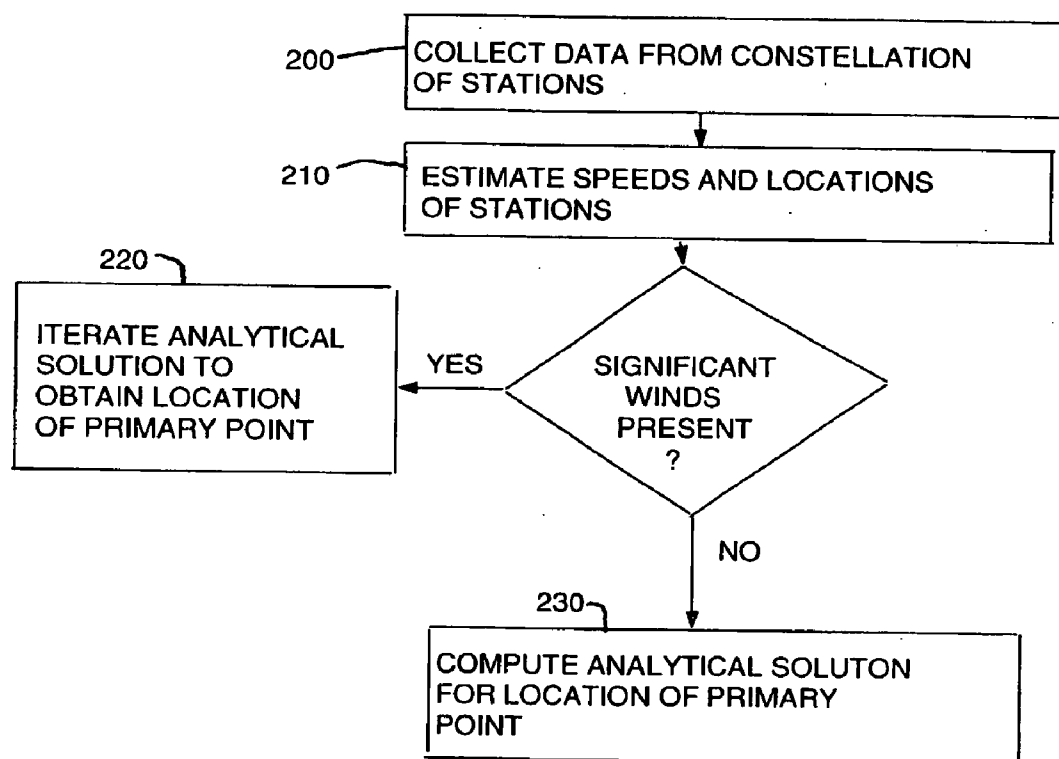 200
COLLECT DATA FROM CONSTELLATION
OF STATIONS
210
ESTIMATE SPEEDS AND LOCATIONS
OF STATIONS
220
ITERATE ANALYTICAL
SOLUTION TO
OBTAIN LOCATION
OF PRIMARY POINT
YES
SIGNIFICANT
WINDS
PRESENT
?
NO
230
COMPUTE ANALYTICAL SOLUTON
FOR LOCATION OF PRIMARY
POINT